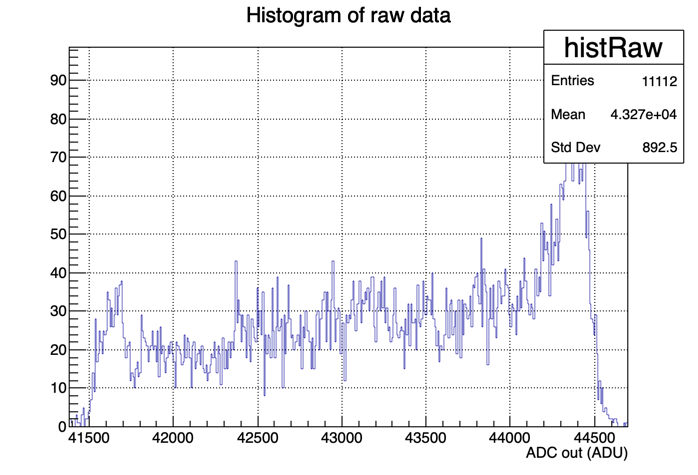 Histogram of raw data
histRaw
Entries 11112
Mean 4.327e+04
Std Dev 892.5
90
80
70
60
50
40
30
20
10
0
41500 42000 42500 43000 43500 44000 44500
ADC out (ADU)